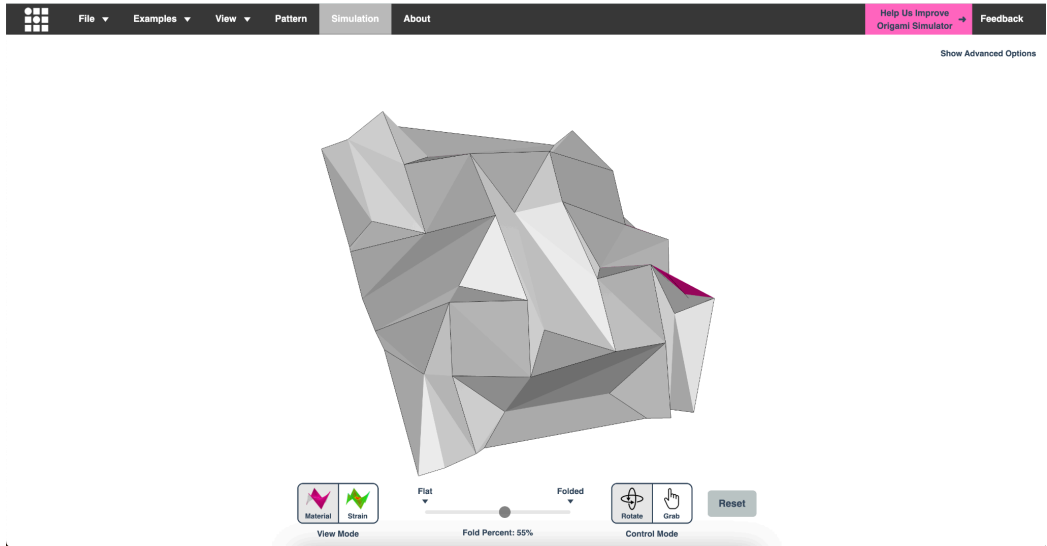 File ▼ Examples ▼ View ▼ Pattern Simulation About
Help Us Improve
Origami Simulator → Feedback
Show Advanced Options
Flat Folded
Material Strain Rotate Grab Reset
View Mode Fold Percent: 55% Control Mode